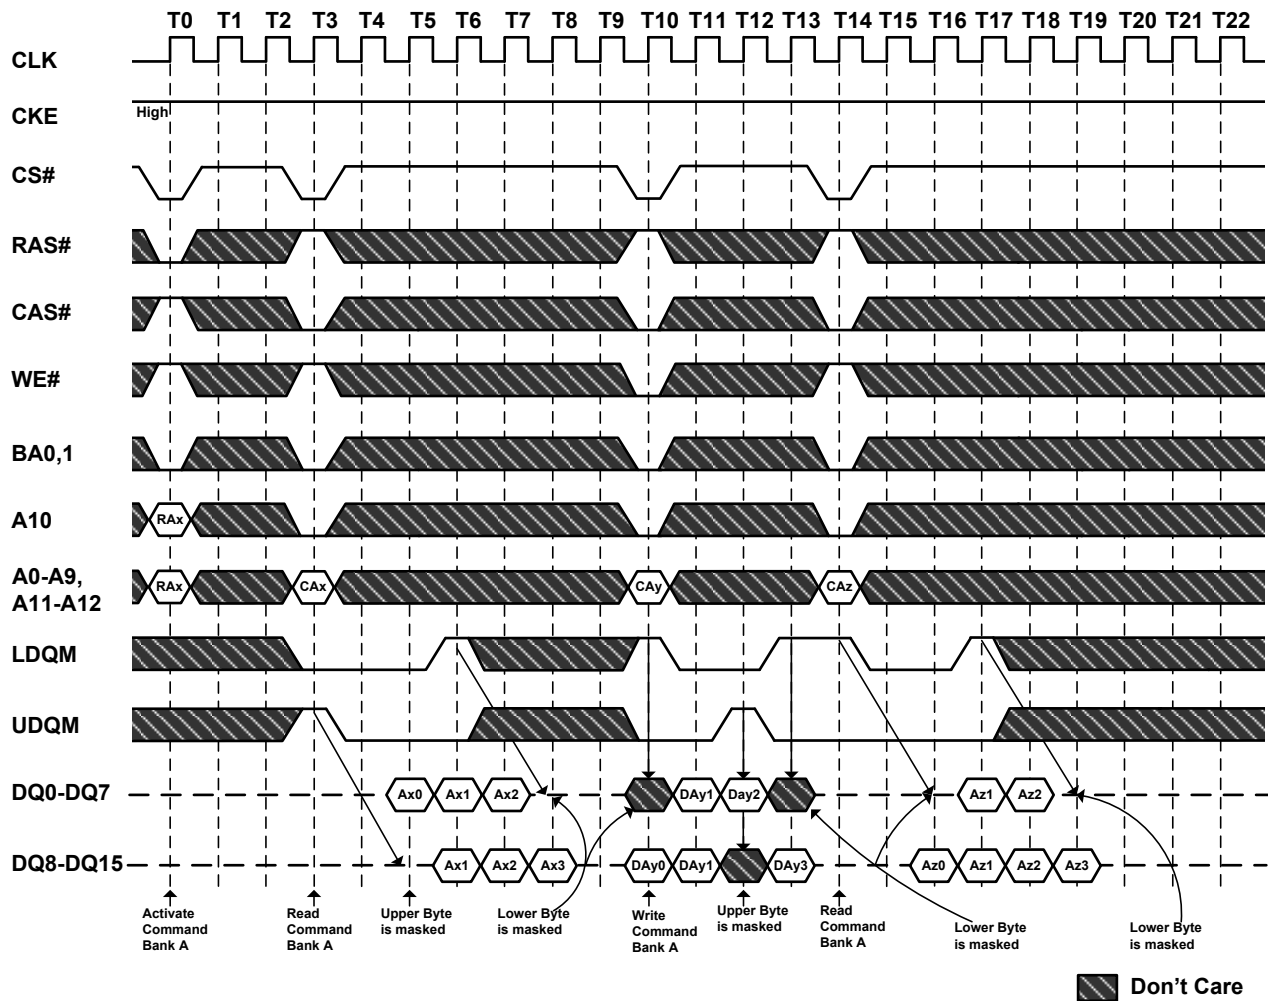 T0 T1 T2 T3 T4 T5 T6 T7 T8 T9 T10 T11 T12 T13 T14 T15 T16 T17 T18 T19 T20 T21 T22
CLK
CKE High
CS#
RAS#
CAS#
WE#
BA0,1
A10 RAx
A0-A9,
A11-A12 RAx CAx CAy CAz
LDQM
UDQM
DQ0-DQ7 Ax0 Ax1 Ax2 DAy1 Day2 Az1 Az2
DQ8-DQ15 Ax1 Ax2 Ax3 DAy0 DAy1 DAy3 Az0 Az1 Az2 Az3
Activate
Command
Bank A
Read
Command
Bank A
Upper Byte
is masked
Lower Byte
is masked
Write
Command
Bank A
Upper Byte
is masked
Read
Command
Bank A
Lower Byte
is masked
Lower Byte
is masked
Don't Care